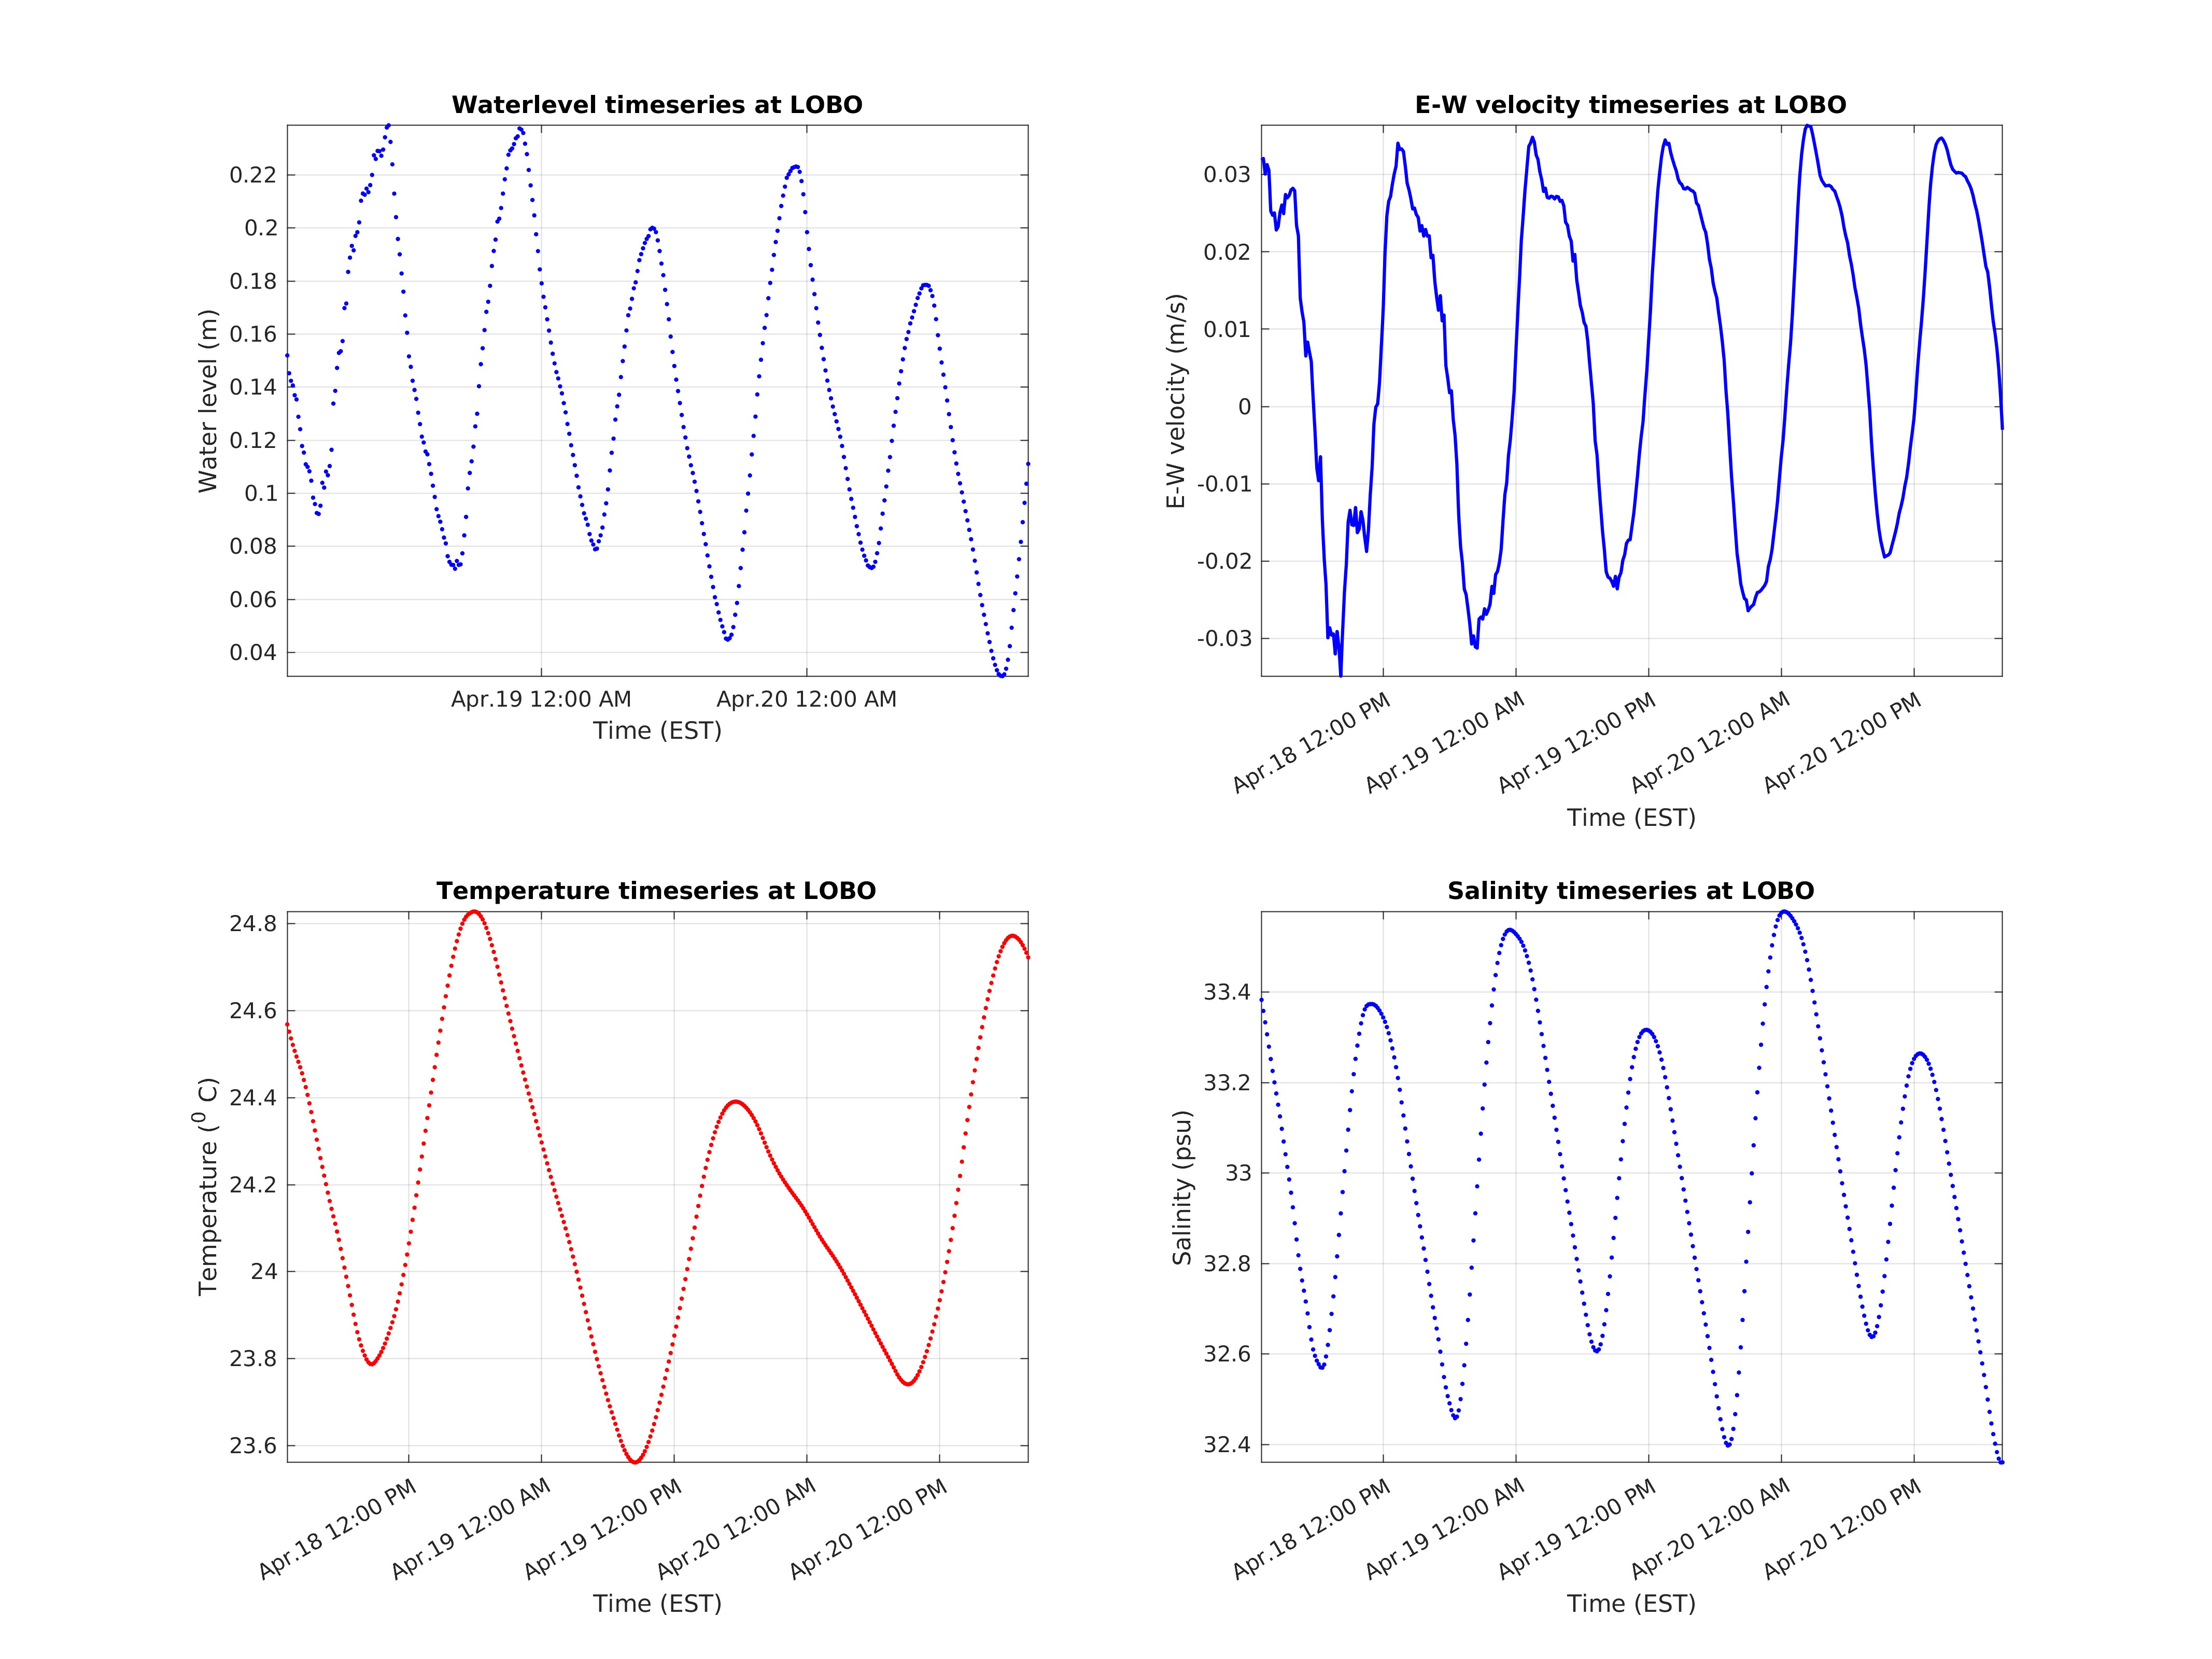 Waterlevel timeseries at LOBO
0.22
0.2
0.18
0.16
0.14
0.12
0.1
0.08
0.06
0.04
Water level (m)
Apr.19 12:00 AM
Apr.20 12:00 AM
Time (EST)
E-W velocity timeseries at LOBO
0.03
0.02
0.01
0
-0.01
-0.02
-0.03
E-W velocity (m/s)
Apr.18 12:00 PM
Apr.19 12:00 AM
Apr.19 12:00 PM
Apr.20 12:00 AM
Apr.20 12:00 PM
Time (EST)
Temperature timeseries at LOBO
24.8
24.6
24.4
24.2
24
23.8
23.6
Temperature (⁰ C)
Apr.18 12:00 PM
Apr.19 12:00 AM
Apr.19 12:00 PM
Apr.20 12:00 AM
Apr.20 12:00 PM
Time (EST)
Salinity timeseries at LOBO
33.4
33.2
33
32.8
32.6
32.4
Salinity (psu)
Apr.18 12:00 PM
Apr.19 12:00 AM
Apr.19 12:00 PM
Apr.20 12:00 AM
Apr.20 12:00 PM
Time (EST)